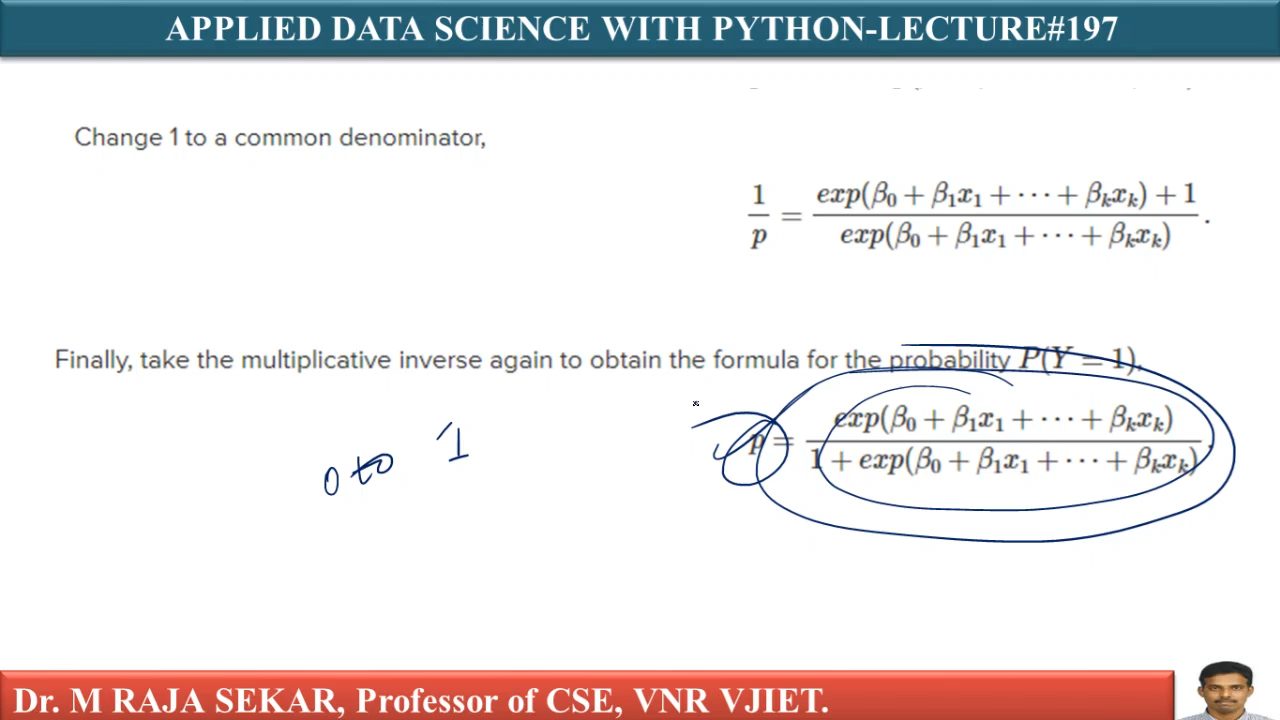 APPLIED DATA SCIENCE WITH PYTHON-LECTURE#197
Change 1 to a common denominator,
1/p = (exp(β₀ + β₁x₁ + ⋯ + βₖxₖ) + 1) / (exp(β₀ + β₁x₁ + ⋯ + βₖxₖ)).
Finally, take the multiplicative inverse again to obtain the formula for the probability P(Y = 1),
p = (exp(β₀ + β₁x₁ + ⋯ + βₖxₖ)) / (1 + exp(β₀ + β₁x₁ + ⋯ + βₖxₖ)).
0 to 1
Dr. M RAJA SEKAR, Professor of CSE, VNR VJIET.